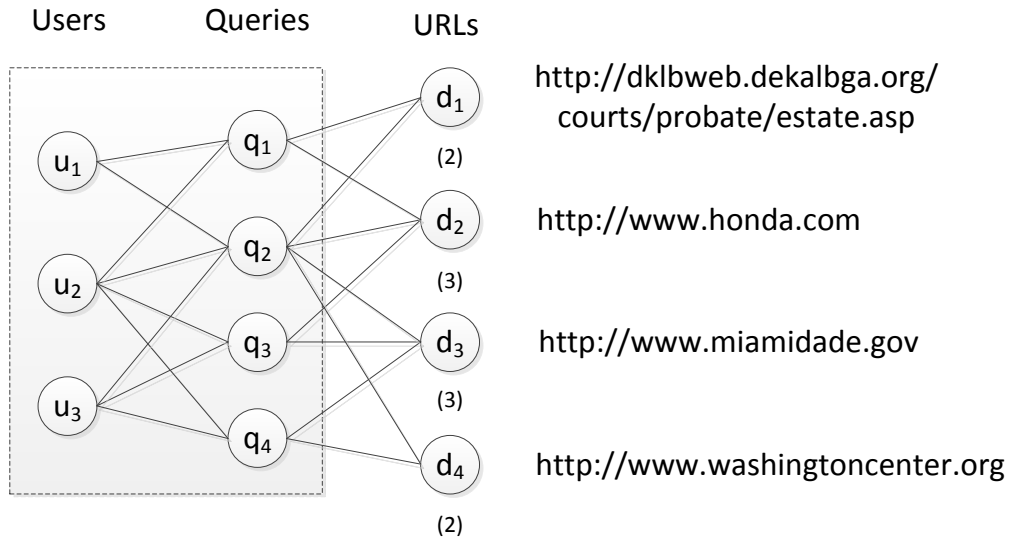 Users Queries URLs
u1
u2
u3
q1
q2
q3
q4
d1
(2)
d2
(3)
d3
(3)
d4
(2)
http://dklbweb.dekalbga.org/
courts/probate/estate.asp
http://www.honda.com
http://www.miamidade.gov
http://www.washingtoncenter.org